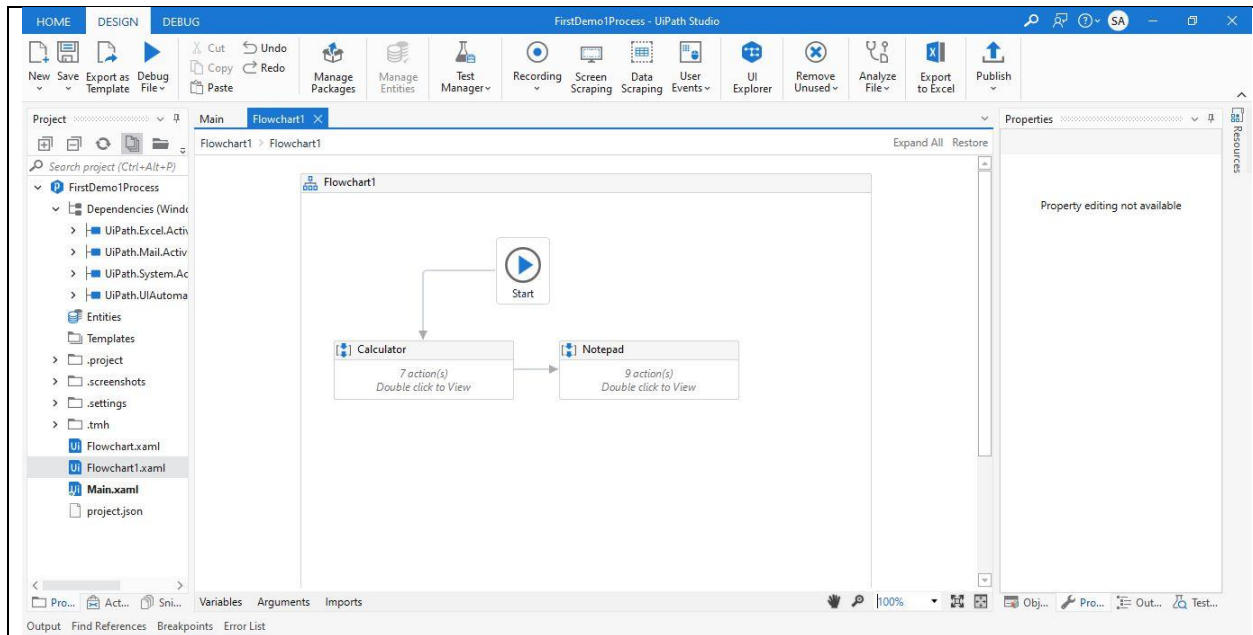 HOME DESIGN DEBUG FirstDemo1Process - UiPath Studio SA
New Save Export as Template Debug File Cut Copy Paste Undo Redo Manage Packages Manage Entities Test Manager Recording Screen Scraping Data Scraping User Events UI Explorer Remove Unused Analyze File Export to Excel Publish
Project
Search project (Ctrl+Alt+P)
FirstDemo1Process
Dependencies (Windo
UiPath.Excel.Activ
UiPath.Mail.Activ
UiPath.System.Ac
UiPath.UIAutoma
Entities
Templates
.project
.screenshots
.settings
.tmh
Flowchart.xaml
Flowchart1.xaml
Main.xaml
project.json
Pro... Act... Sni...
Main Flowchart1
Flowchart1 > Flowchart1 Expand All Restore
Flowchart1
Start
Calculator
7 action(s)
Double click to View
Notepad
9 action(s)
Double click to View
Variables Arguments Imports 100%
Properties
Property editing not available
Obj... Pro... Out... Test...
Resources
Output Find References Breakpoints Error List